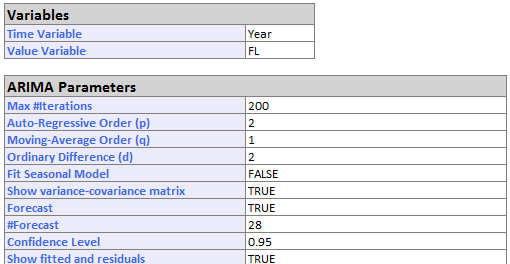 Variables
Time Variable Year
Value Variable FL
ARIMA Parameters
Max #Iterations 200
Auto-Regressive Order (p) 2
Moving-Average Order (q) 1
Ordinary Difference (d) 2
Fit Seasonal Model FALSE
Show variance-covariance matrix TRUE
Forecast TRUE
#Forecast 28
Confidence Level 0.95
Show fitted and residuals TRUE